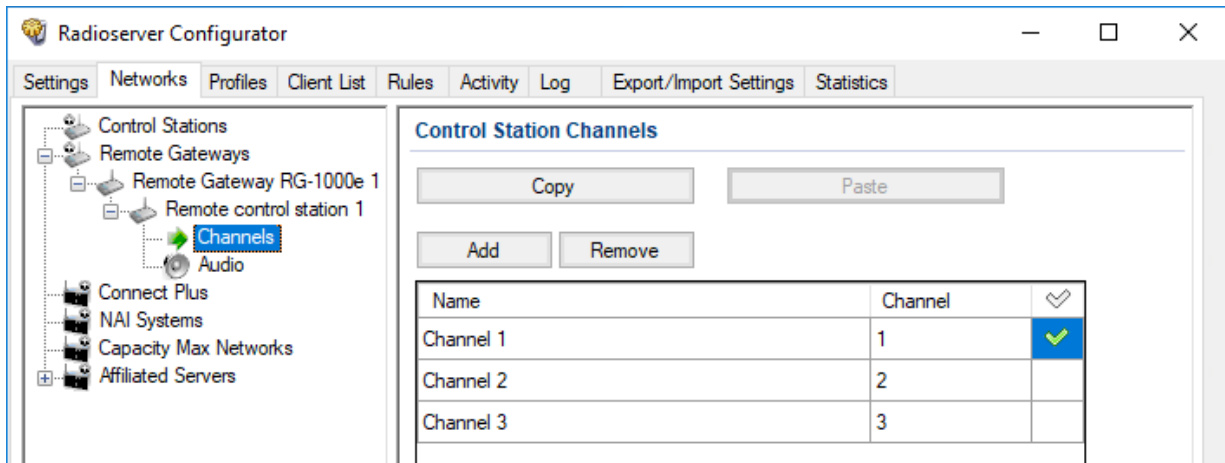 Radioserver Configurator
Settings Networks Profiles Client List Rules Activity Log Export/Import Settings Statistics
Control Stations
Remote Gateways
Remote Gateway RG-1000e 1
Remote control station 1
Channels
Audio
Connect Plus
NAI Systems
Capacity Max Networks
Affiliated Servers
Control Station Channels
Copy Paste
Add Remove
Name Channel
Channel 1 1
Channel 2 2
Channel 3 3